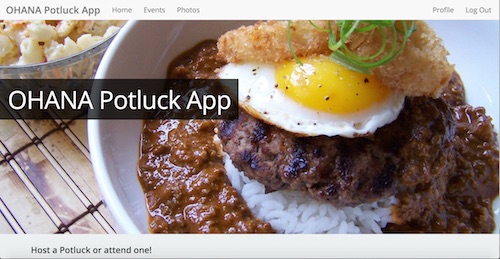 OHANA Potluck App Home Events Photos Profile Log Out
OHANA Potluck App
Host a Potluck or attend one!